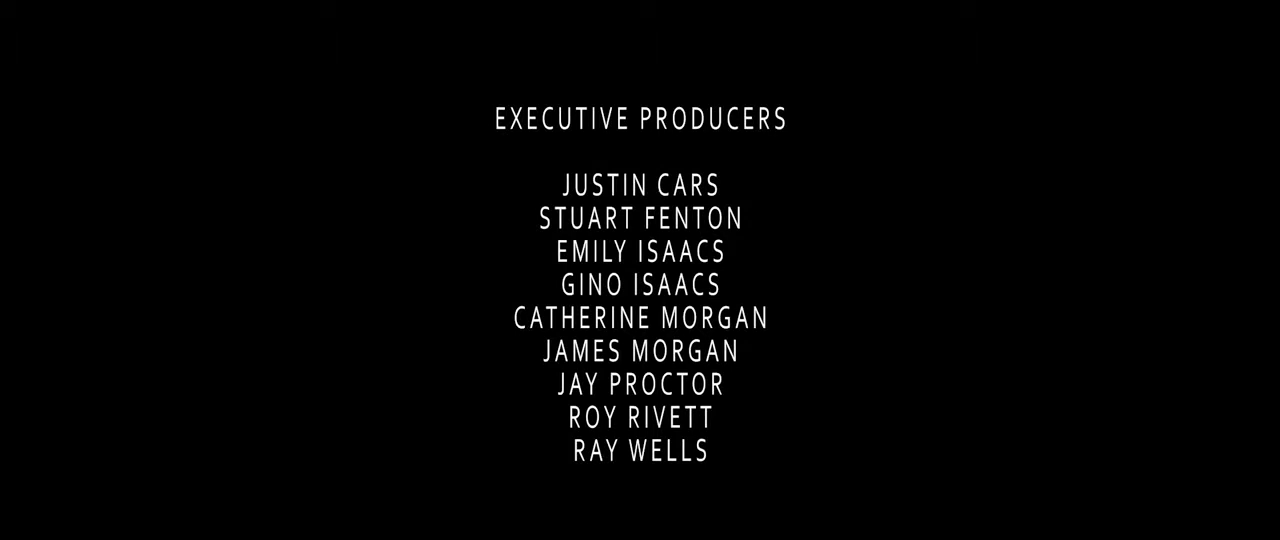 EXECUTIVE PRODUCERS
JUSTIN CARS
STUART FENTON
EMILY ISAACS
GINO ISAACS
CATHERINE MORGAN
JAMES MORGAN
JAY PROCTOR
ROY RIVETT
RAY WELLS